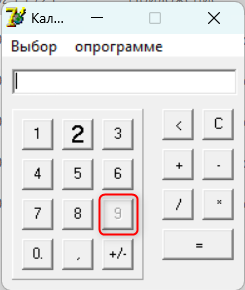 Кал...
Выбор опрограмме
1 2 3 < C
4 5 6 + -
7 8 9 / *
0. , +/- =